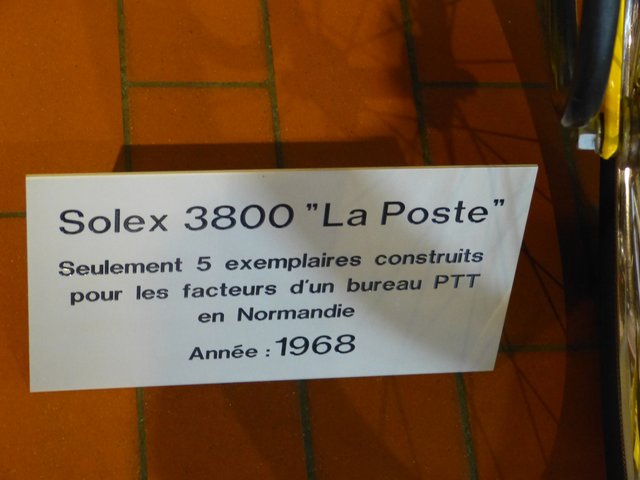 Solex 3800 "La Poste"
Seulement 5 exemplaires construits
pour les facteurs d'un bureau PTT
en Normandie
Année : 1968